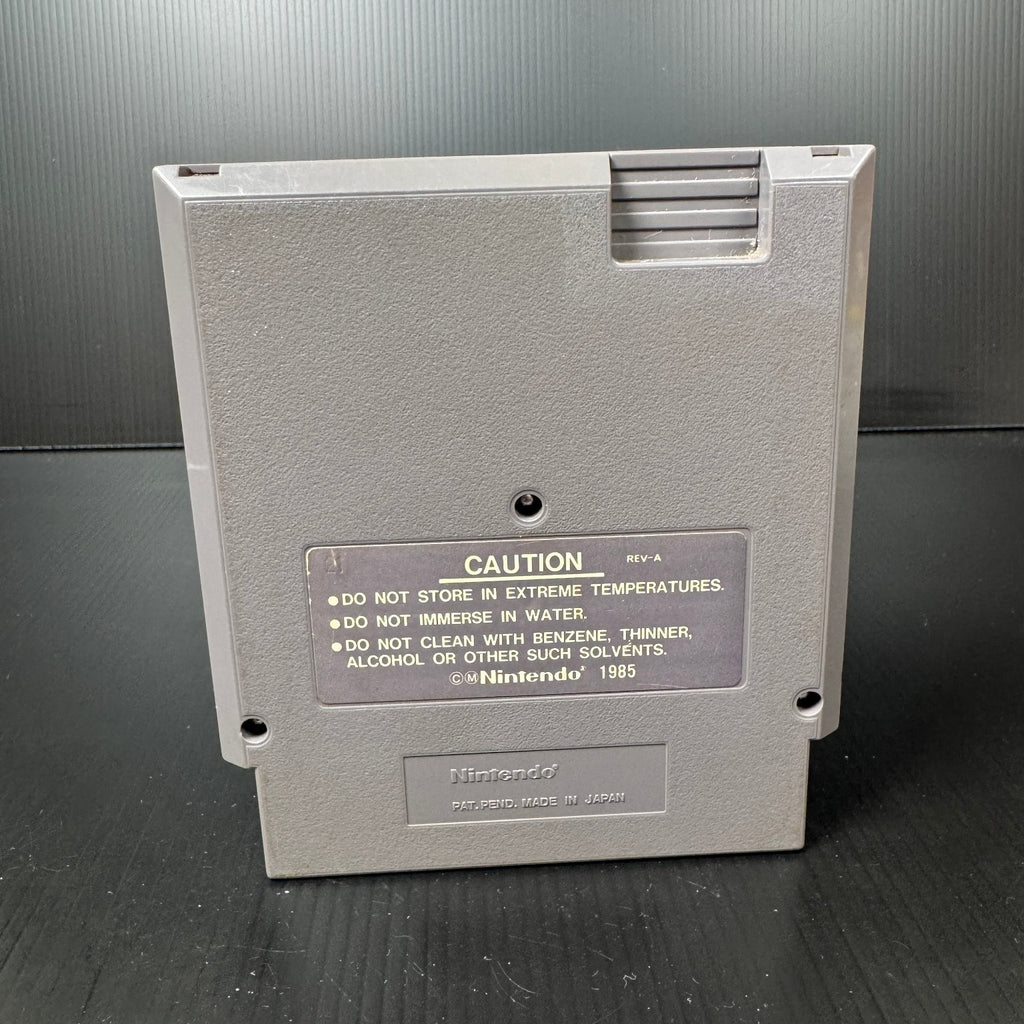 CAUTION REV-A
●DO NOT STORE IN EXTREME TEMPERATURES.
●DO NOT IMMERSE IN WATER.
●DO NOT CLEAN WITH BENZENE, THINNER,
ALCOHOL OR OTHER SUCH SOLVENTS.
ⒸⓂNintendo® 1985
Nintendo®
PAT. PEND. MADE IN JAPAN